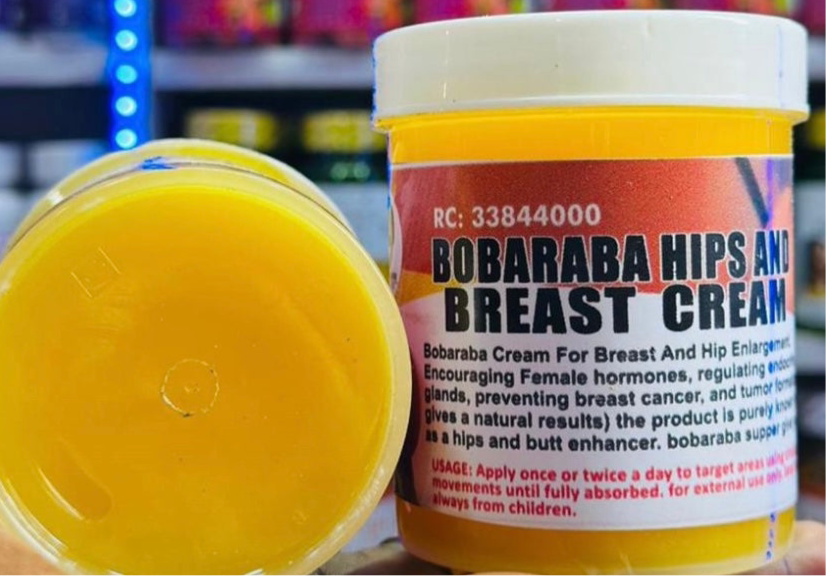 RC: 33844000
BOBARABA HIPS AND
BREAST CREAM
Bobaraba Cream For Breast And Hip Enlargement,
Encouraging Female hormones, regulating
glands, preventing breast cancer, and tumor
gives a natural results) the product is purely
as a hips and butt enhancer. bobaraba supper
USAGE: Apply once or twice a day to target areas using
movements until fully absorbed. for external use only.
always from children.